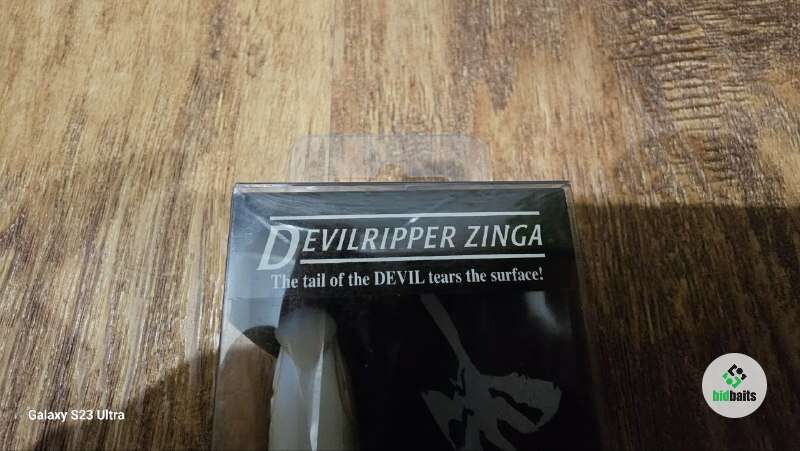 DEVILRIPPER ZINGA
The tail of the DEVIL tears the surface!
Galaxy S23 Ultra
bidbaits